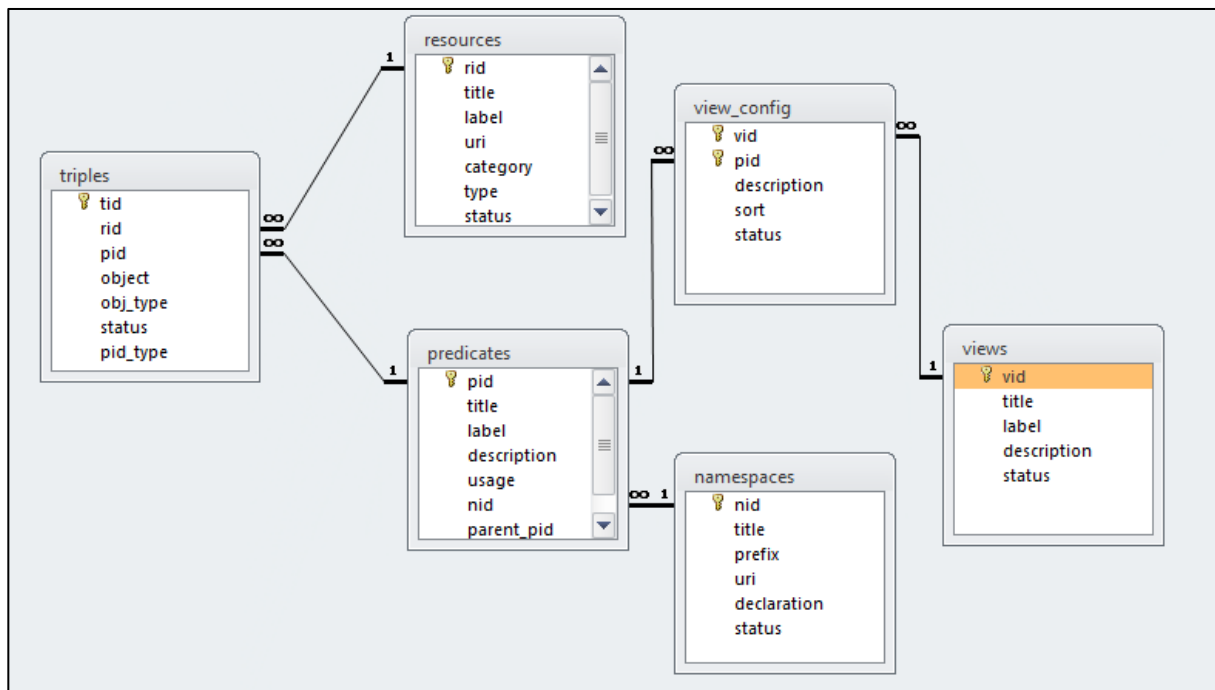 resources
rid
title
label
uri
category
type
status
1
view_config
vid
pid
description
sort
status
∞
∞
triples
tid
rid
pid
object
obj_type
status
pid_type
∞
∞
predicates
pid
title
label
description
usage
nid
parent_pid
1
1
∞ 1
views
vid
title
label
description
status
1
namespaces
nid
title
prefix
uri
declaration
status